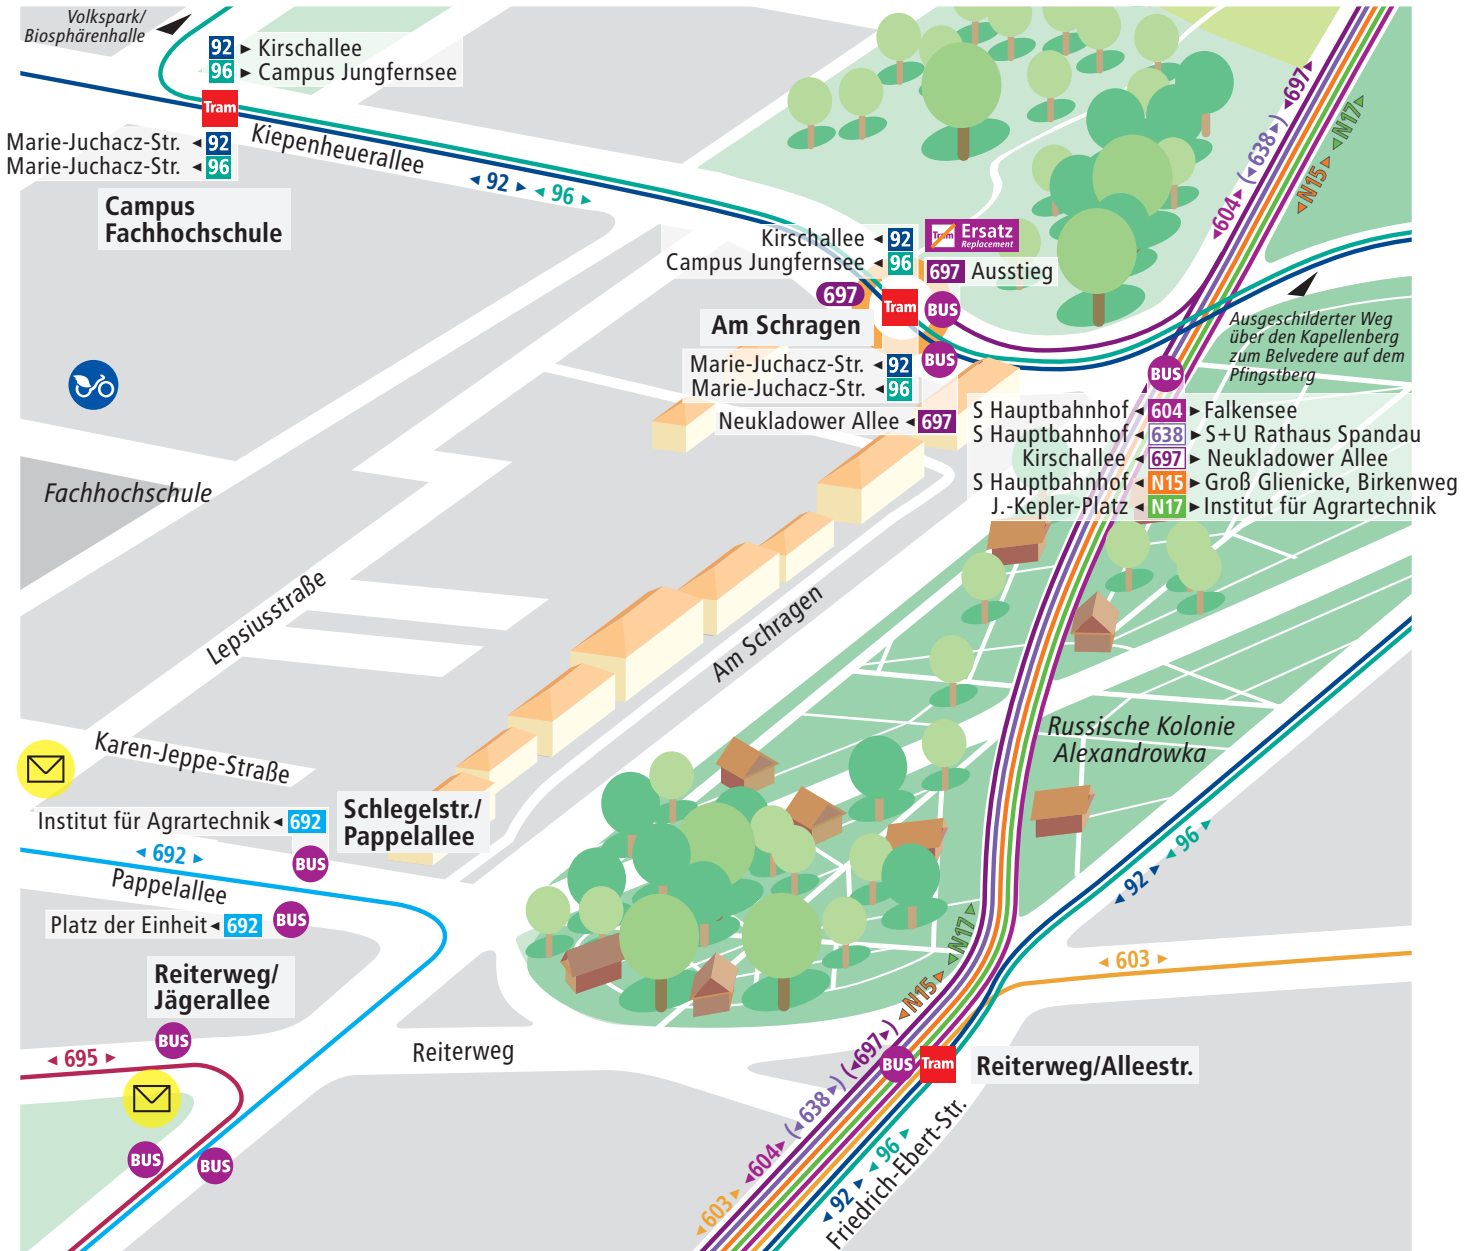 Volkspark/
Biosphärenhalle
92 ► Kirschallee
96 ► Campus Jungfernsee
Tram
Marie-Juchacz-Str. ◄ 92
Marie-Juchacz-Str. ◄ 96
Kiepenheuerallee
◄ 92 ►
◄ 96 ►
Campus
Fachhochschule
Kirschallee ◄ 92
Campus Jungfernsee ◄ 96
Tram Ersatz
Replacement
697 Ausstieg
697
Tram
BUS
Am Schragen
BUS
Marie-Juchacz-Str. ◄ 92
Marie-Juchacz-Str. ◄ 96
Neukladower Allee ◄ 697
◄ 604 ►
(◄ 638 ►)
◄ 697 ►
◄ N15 ►
◄ N17 ►
Ausgeschilderter Weg
über den Kapellenberg
zum Belvedere auf dem
Pfingstberg
BUS
S Hauptbahnhof ◄ 604 ► Falkensee
S Hauptbahnhof ◄ 638 ► S+U Rathaus Spandau
Kirschallee ◄ 697 ► Neukladower Allee
S Hauptbahnhof ◄ N15 ► Groß Glienicke, Birkenweg
J.-Kepler-Platz ◄ N17 ► Institut für Agrartechnik
Fachhochschule
Lepsiusstraße
Am Schragen
Karen-Jeppe-Straße
Russische Kolonie
Alexandrowka
Schlegelstr./
Pappelallee
Institut für Agrartechnik ◄ 692
BUS
◄ 692 ►
Pappelallee
Platz der Einheit ◄ 692
BUS
◄ 92 ►
◄ 96 ►
Reiterweg/
Jägerallee
BUS
◄ 695 ►
BUS
BUS
Reiterweg
◄ 603 ►
◄ N17 ►
◄ N15 ►
(◄ 697 ►)
(◄ 638 ►)
◄ 604 ►
◄ 603 ►
BUS
Tram
Reiterweg/Alleestr.
◄ 92 ►
◄ 96 ►
Friedrich-Ebert-Str.